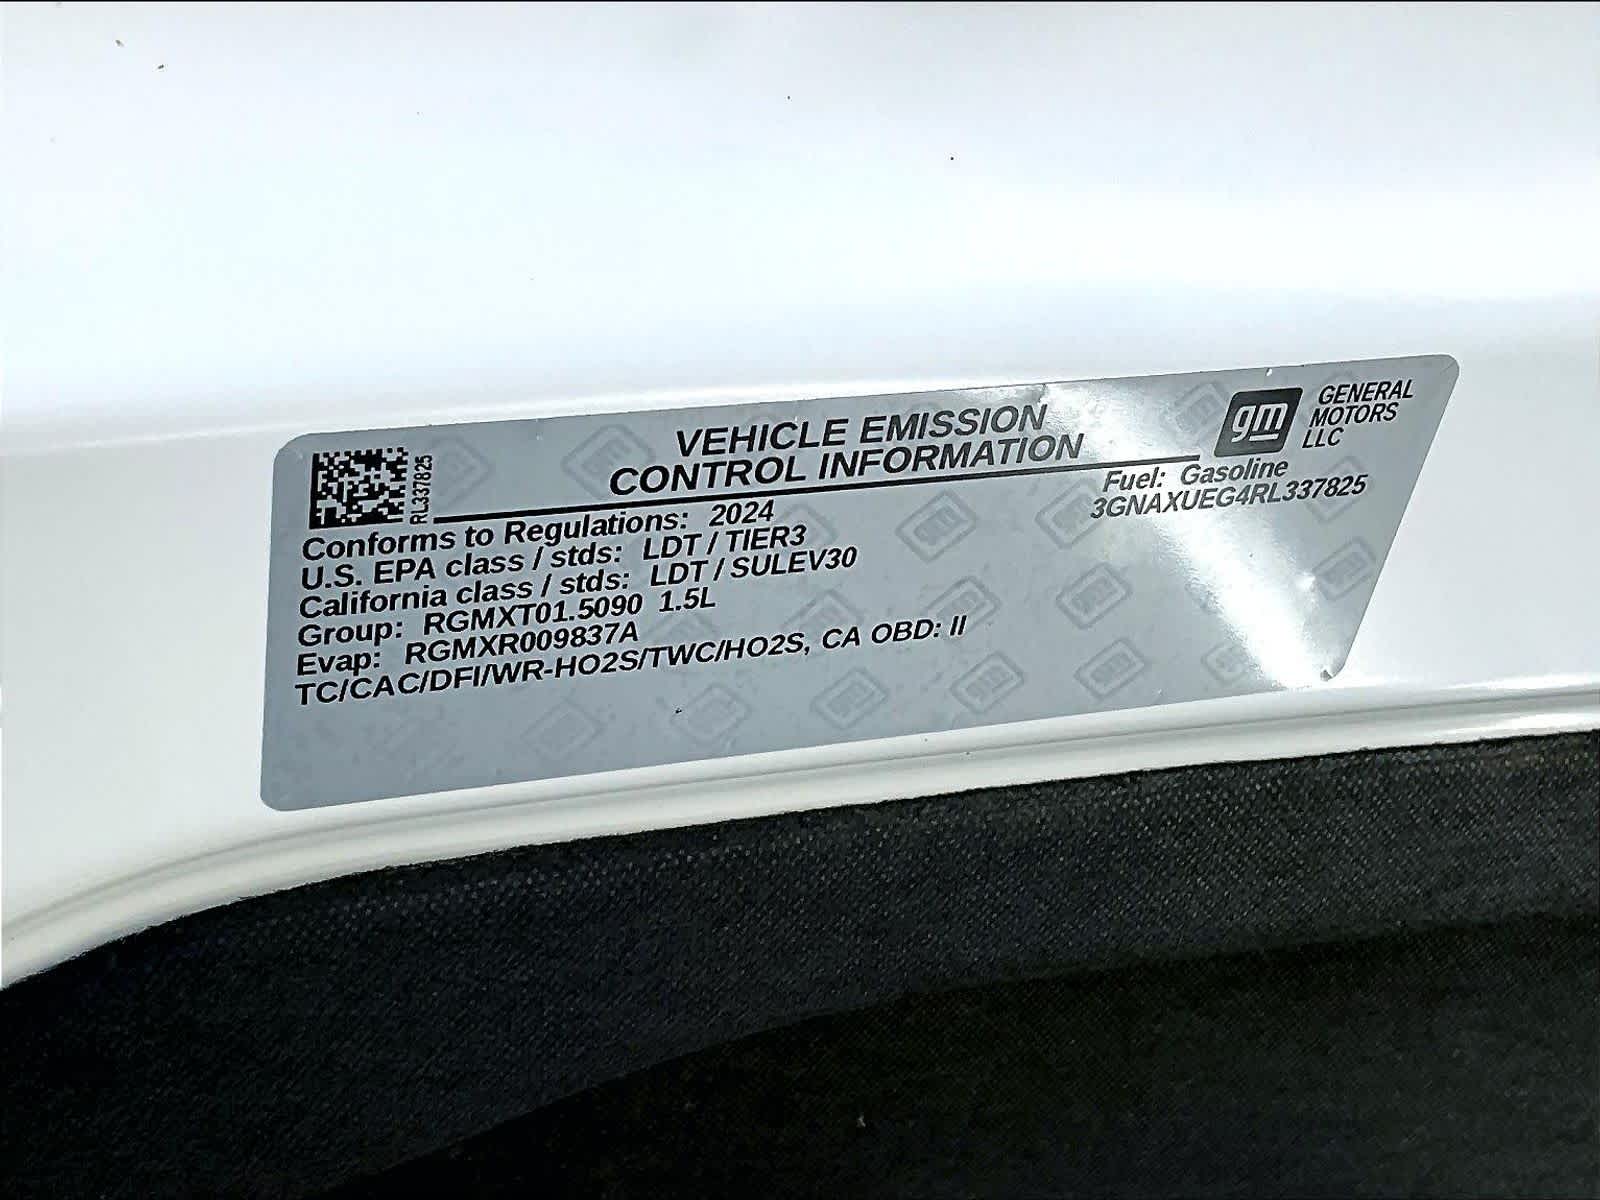 RL337825
VEHICLE EMISSION
CONTROL INFORMATION
gm
GENERAL
MOTORS
LLC
Fuel: Gasoline
3GNAXUEG4RL337825
Conforms to Regulations: 2024
U.S. EPA class / stds: LDT / TIER3
California class / stds: LDT / SULEV30
Group: RGMXT01.5090 1.5L
Evap: RGMXR009837A
TC/CAC/DFI/WR-HO2S/TWC/HO2S, CA OBD: II